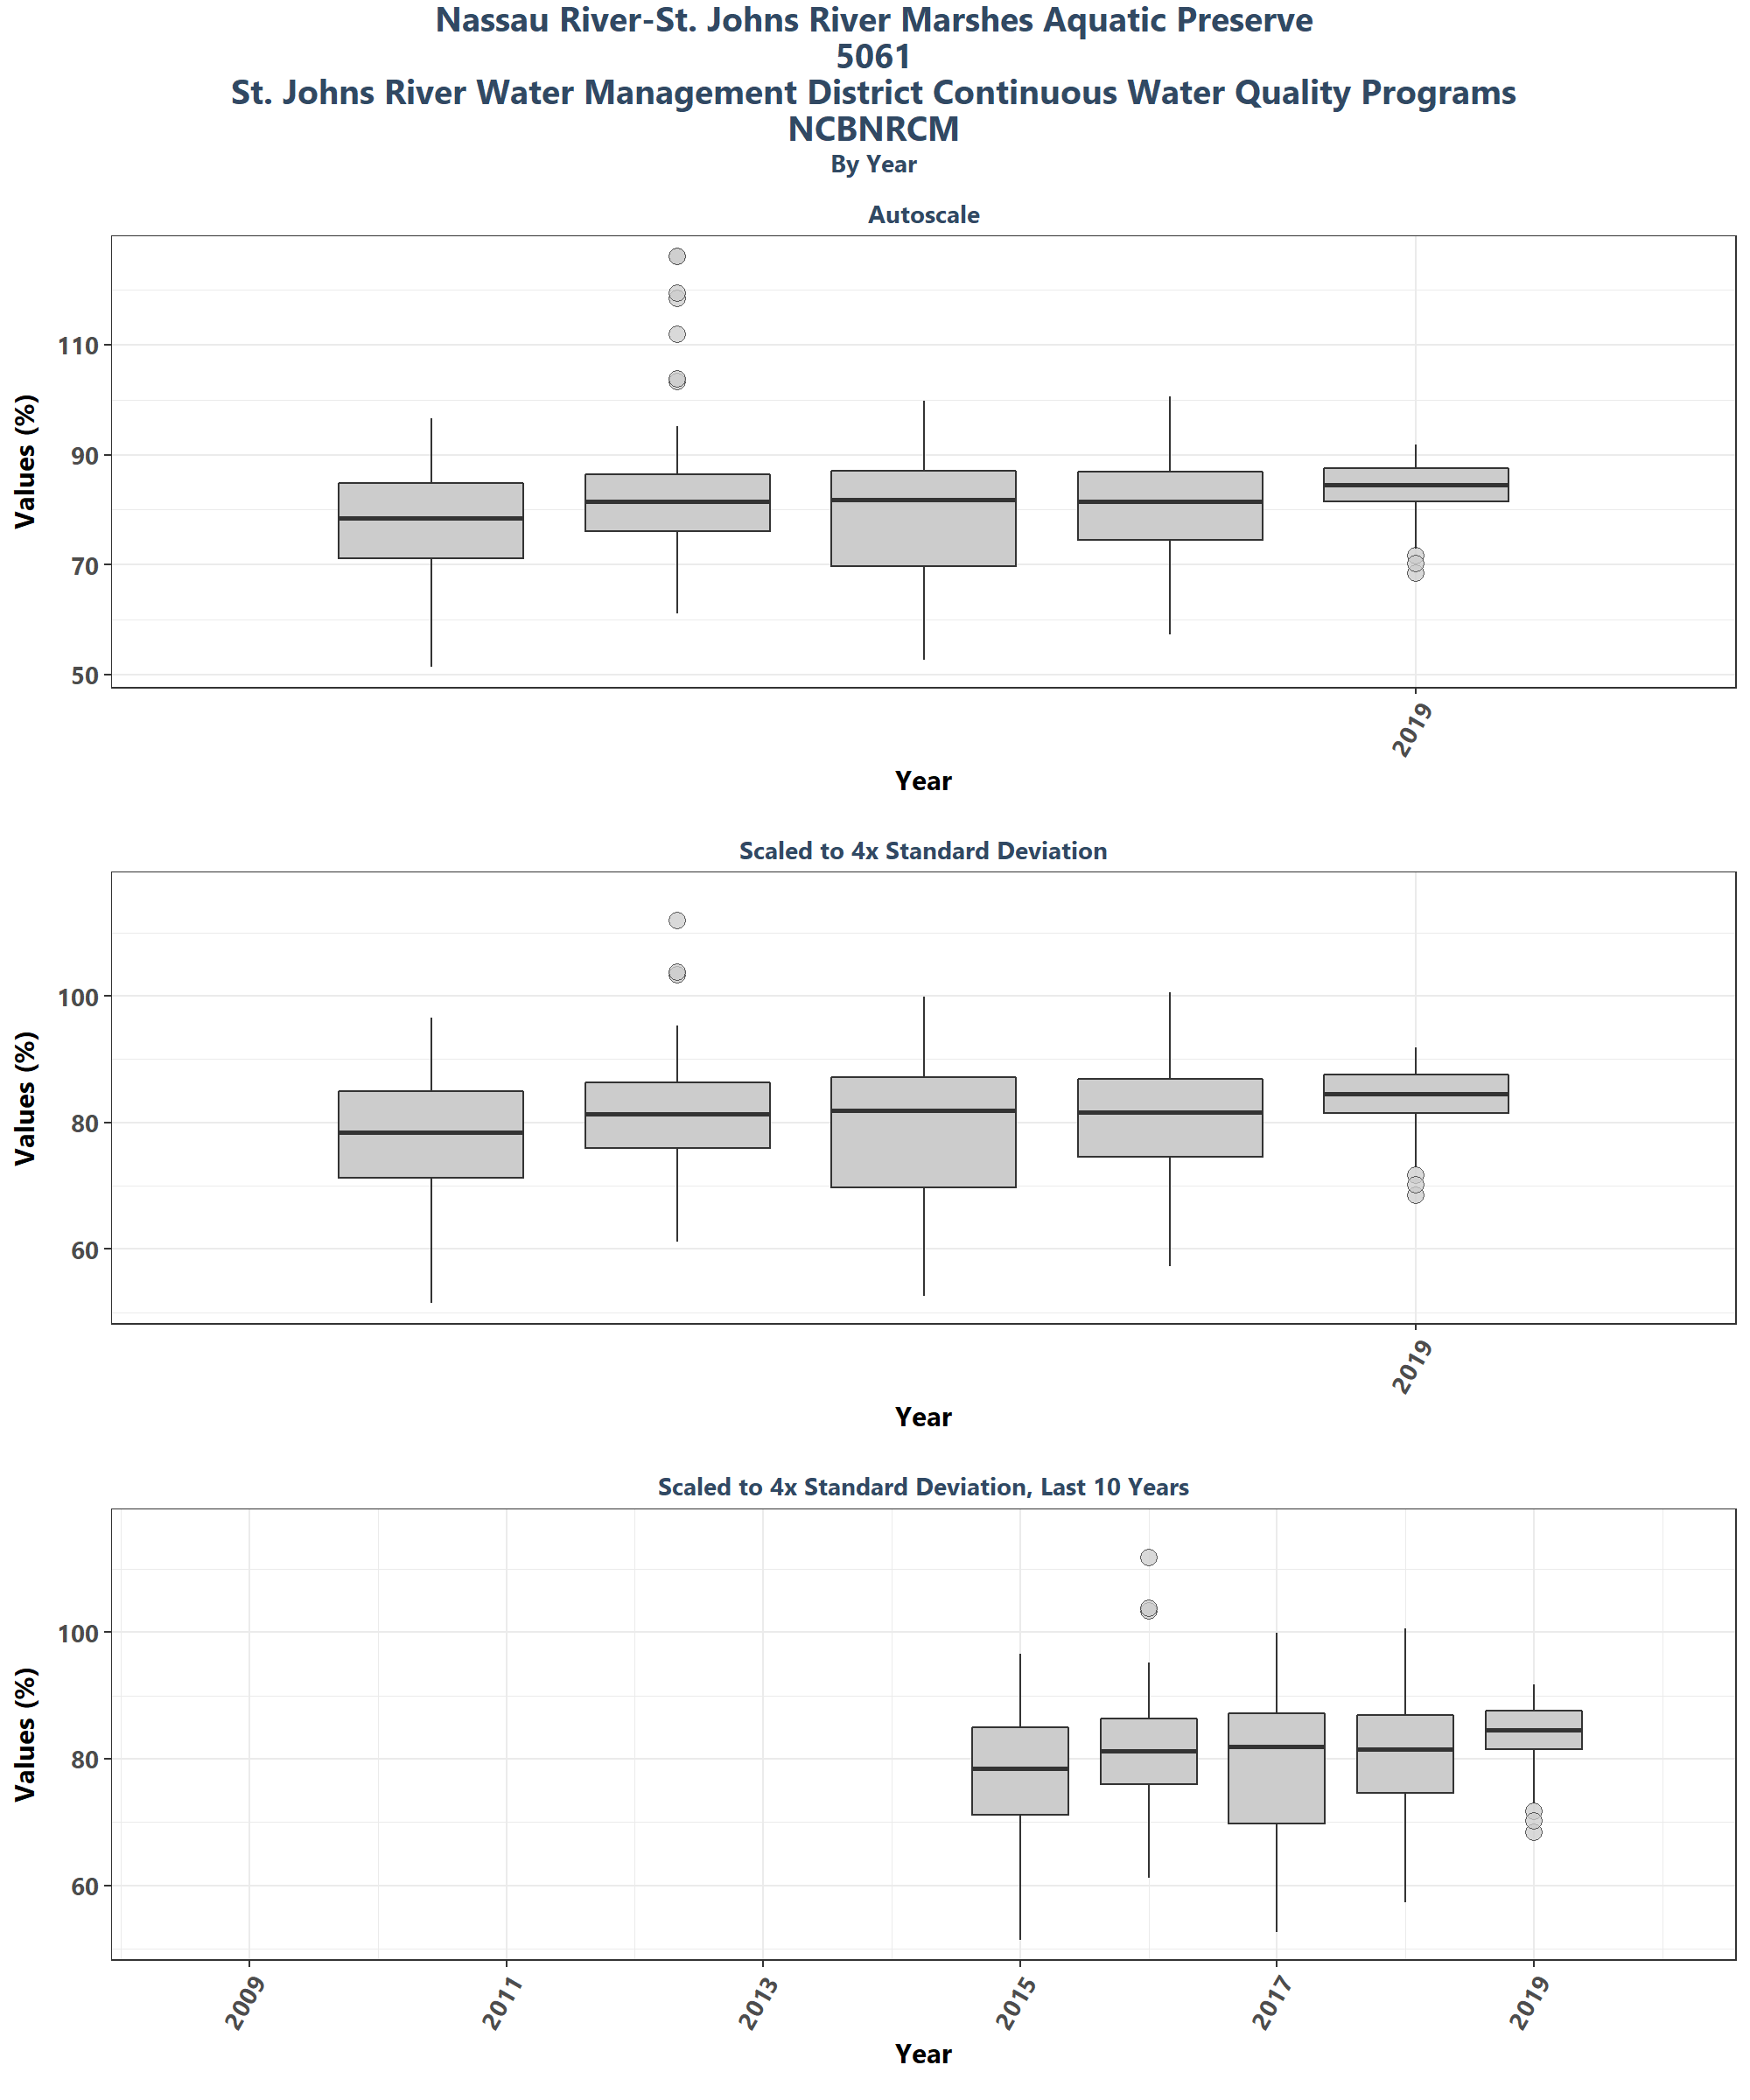 Nassau River-St. Johns River Marshes Aquatic Preserve
5061
St. Johns River Water Management District Continuous Water Quality Programs
NCBNRCM
By Year
Autoscale
Values (%)
110
90
70
50
2019
Year
Scaled to 4x Standard Deviation
Values (%)
100
80
60
2019
Year
Scaled to 4x Standard Deviation, Last 10 Years
Values (%)
100
80
60
2009
2011
2013
2015
2017
2019
Year